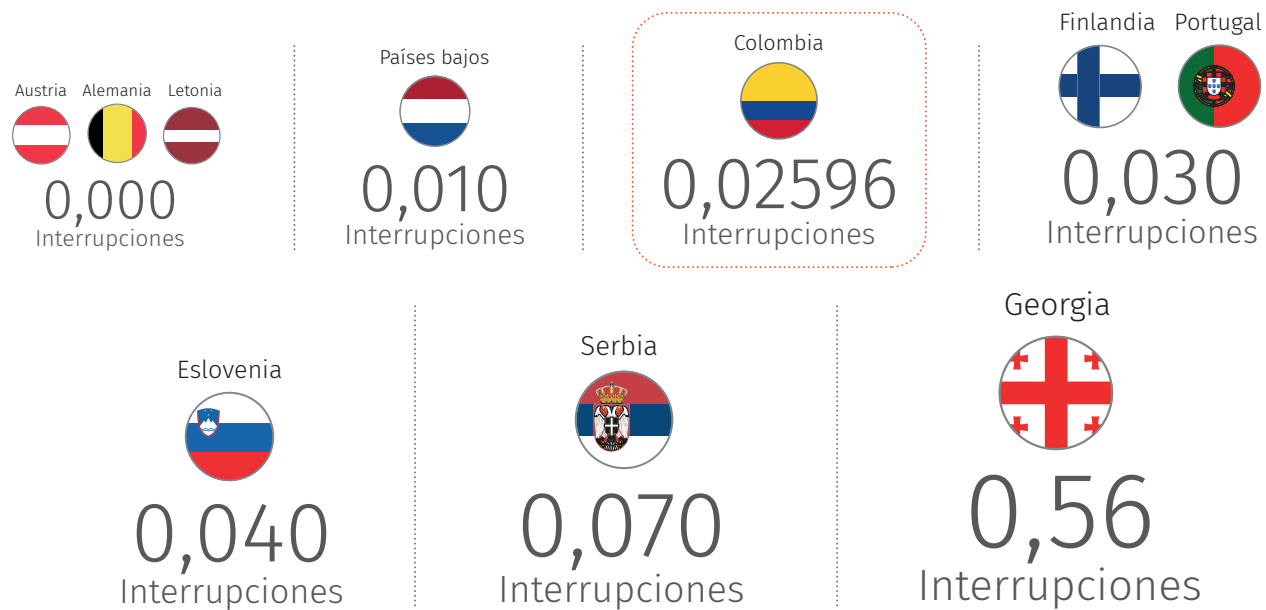 Austria Alemania Letonia
0,000
Interrupciones
Países bajos
0,010
Interrupciones
Colombia
0,02596
Interrupciones
Finlandia Portugal
0,030
Interrupciones
Eslovenia
0,040
Interrupciones
Serbia
0,070
Interrupciones
Georgia
0,56
Interrupciones